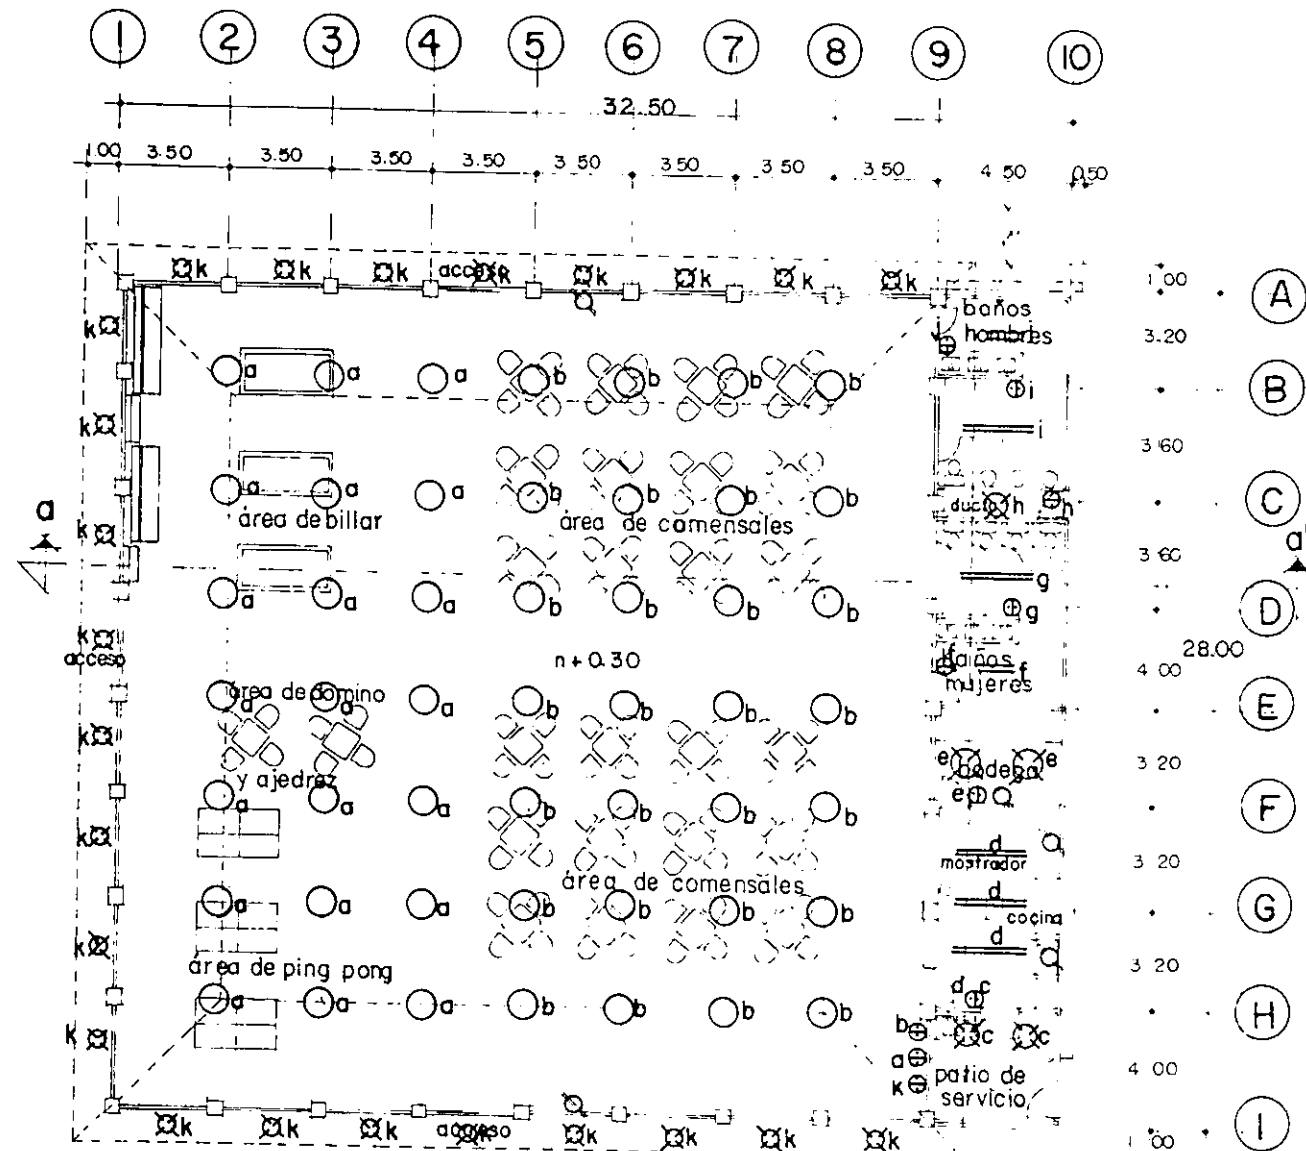 1 2 3 4 5 6 7 8 9 10
32.50
1.00 3.50 3.50 3.50 3.50 3.50 3.50 3.50 3.50 4.50 0.50
k k k acceso k k k k k
1.00 A
baños
hombres
k j 3.20
a a a b b b b i B
k i 3.60
a a a b b b b ducto h h C
área de billar área de comensales
a k a'
3.60
g
a a a b b b b g D
k
acceso n+0.30 28.00
baños f f 4.00
mujeres
área de domino
a a a b b b b E
k
y ajedrez e e 3.20
bodega
a a a b b b b e F
k d
mostrador 3.20
área de comensales d
a a a b b b b cocina G
k d
área de ping pong 3.20
d c
a a a b b b b H
k b c c
a 4.00
k patio de
servicio
k k k acceso k k k k k 1.00 I